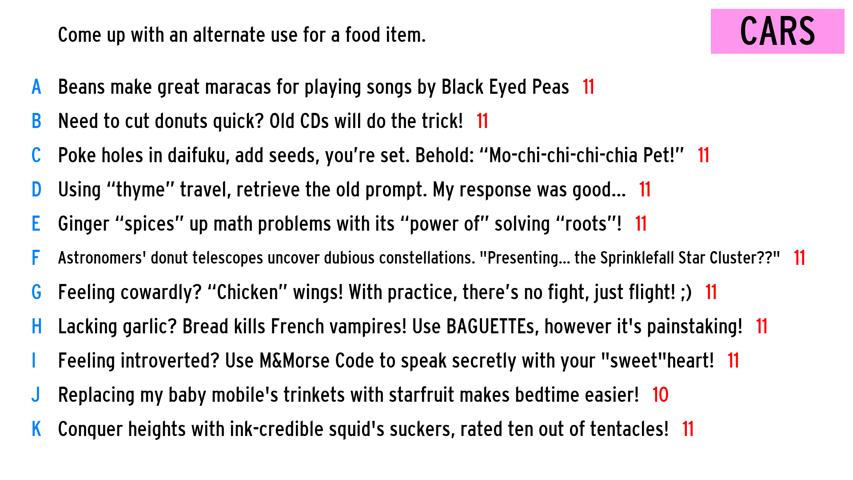 Come up with an alternate use for a food item.
CARS
A Beans make great maracas for playing songs by Black Eyed Peas 11
B Need to cut donuts quick? Old CDs will do the trick! 11
C Poke holes in daifuku, add seeds, you’re set. Behold: “Mo-chi-chi-chi-chia Pet!” 11
D Using “thyme” travel, retrieve the old prompt. My response was good... 11
E Ginger “spices” up math problems with its “power of” solving “roots”! 11
F Astronomers' donut telescopes uncover dubious constellations. "Presenting... the Sprinklefall Star Cluster??" 11
G Feeling cowardly? “Chicken” wings! With practice, there’s no fight, just flight! ;) 11
H Lacking garlic? Bread kills French vampires! Use BAGUETTEs, however it's painstaking! 11
I Feeling introverted? Use M&Morse Code to speak secretly with your "sweet"heart! 11
J Replacing my baby mobile's trinkets with starfruit makes bedtime easier! 10
K Conquer heights with ink-credible squid's suckers, rated ten out of tentacles! 11